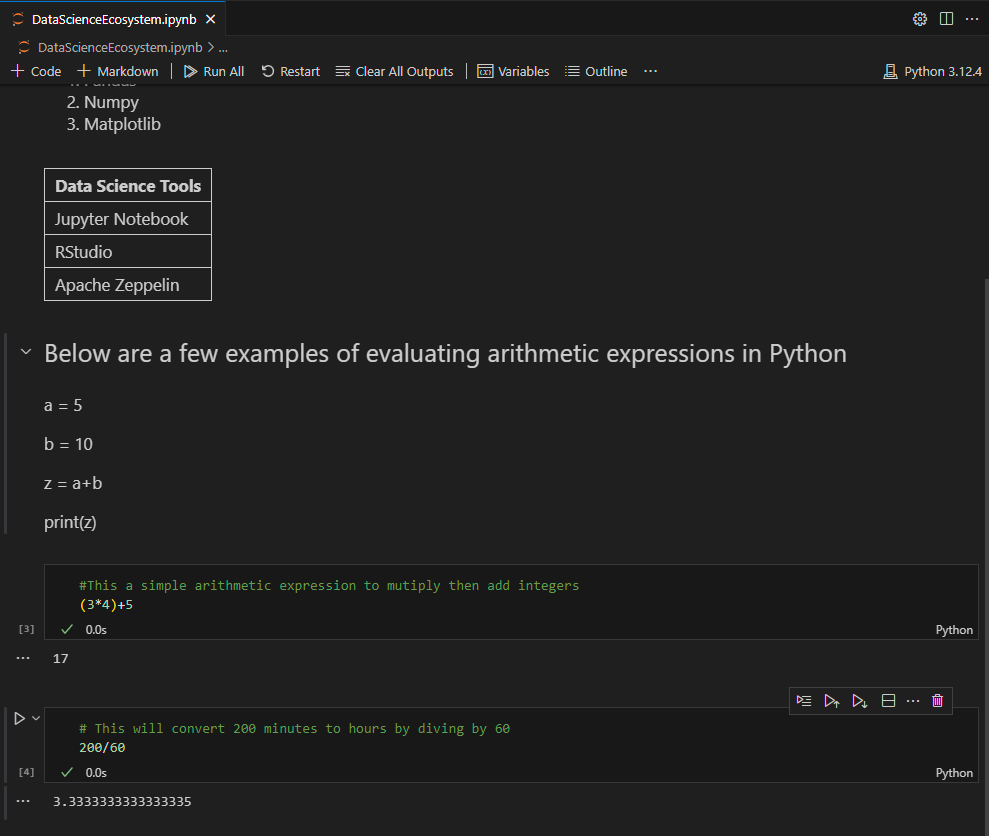 DataScienceEcosystem.ipynb
DataScienceEcosystem.ipynb > ...
+ Code + Markdown | Run All Restart Clear All Outputs | Variables Outline ... Python 3.12.4
2. Numpy
3. Matplotlib
Data Science Tools
Jupyter Notebook
RStudio
Apache Zeppelin
Below are a few examples of evaluating arithmetic expressions in Python
a = 5
b = 10
z = a+b
print(z)
#This a simple arithmetic expression to mutiply then add integers
(3*4)+5
[3] 0.0s Python
... 17
# This will convert 200 minutes to hours by diving by 60
200/60
[4] 0.0s Python
... 3.3333333333333335